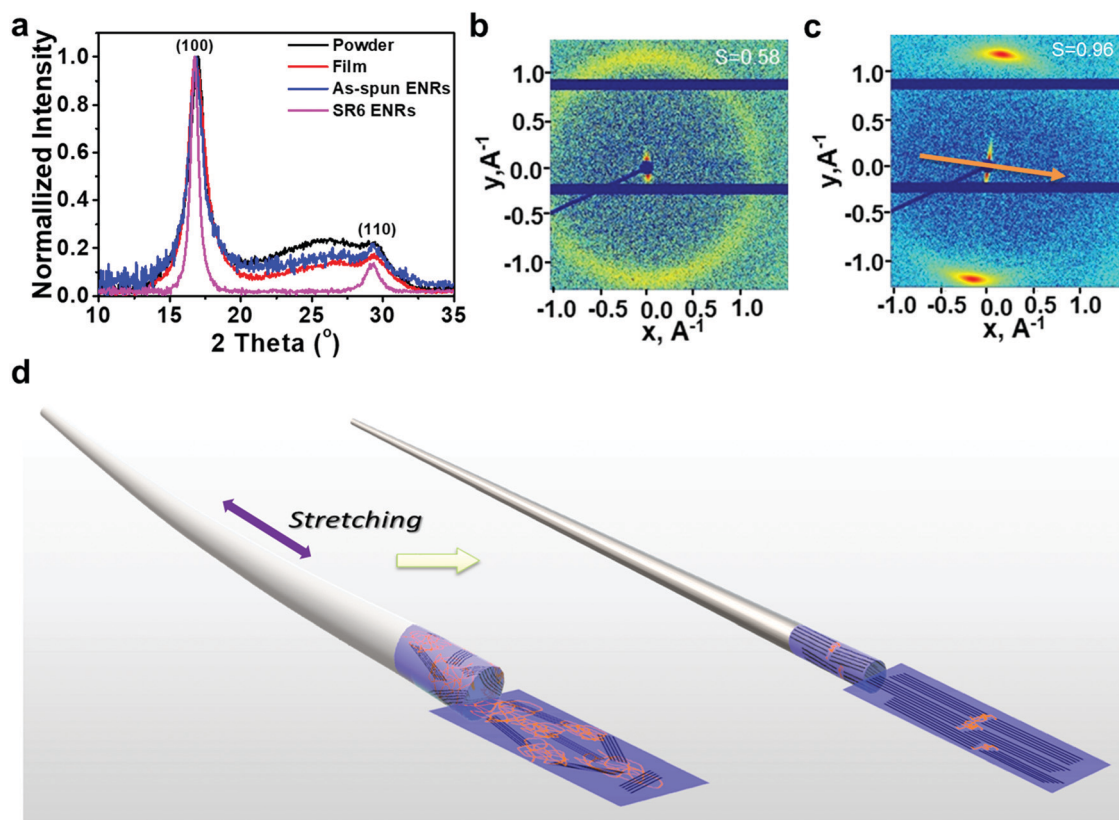 a
Normallized Intensity
1.0
0.8
0.6
0.4
0.2
0.0
(100)
(110)
Powder
Film
As-spun ENRs
SR6 ENRs
10 15 20 25 30 35
2 Theta (°)
b
S=0.58
y,A⁻¹
1.0
0.5
0.0
-0.5
-1.0
-1.0 -0.5 0.0 0.5 1.0
x, A⁻¹
c
S=0.96
y,A⁻¹
1.0
0.5
0.0
-0.5
-1.0
-1.0 -0.5 0.0 0.5 1.0
x, A⁻¹
d
Stretching